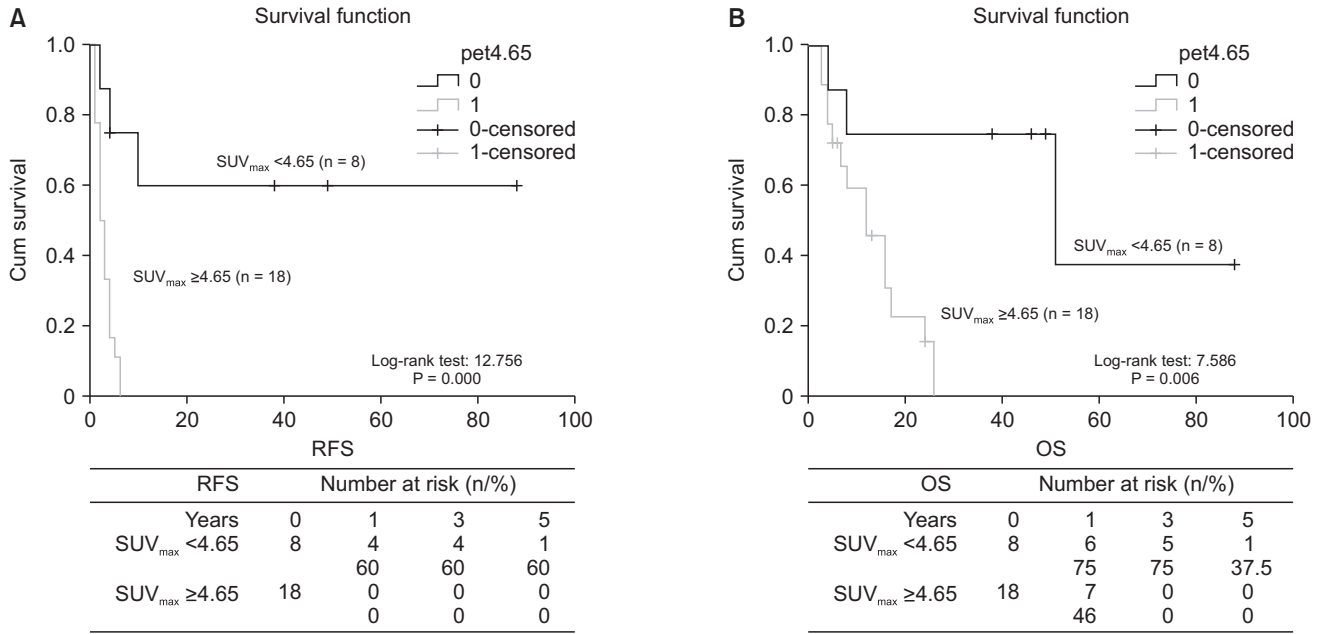 A
Survival function
Cum survival
1.0
0.8
0.6
0.4
0.2
0
pet4.65
0
1
0-censored
1-censored
SUVmax <4.65 (n = 8)
SUVmax ≥4.65 (n = 18)
Log-rank test: 12.756
P = 0.000
0 20 40 60 80 100
RFS
RFS Number at risk (n/%)
Years 0 1 3 5
SUVmax <4.65 8 4 4 1
60 60 60
SUVmax ≥4.65 18 0 0 0
0 0 0
B
Survival function
Cum survival
1.0
0.8
0.6
0.4
0.2
0
pet4.65
0
1
0-censored
1-censored
SUVmax <4.65 (n = 8)
SUVmax ≥4.65 (n = 18)
Log-rank test: 7.586
P = 0.006
0 20 40 60 80 100
OS
OS Number at risk (n/%)
Years 0 1 3 5
SUVmax <4.65 8 6 5 1
75 75 37.5
SUVmax ≥4.65 18 7 0 0
46 0 0